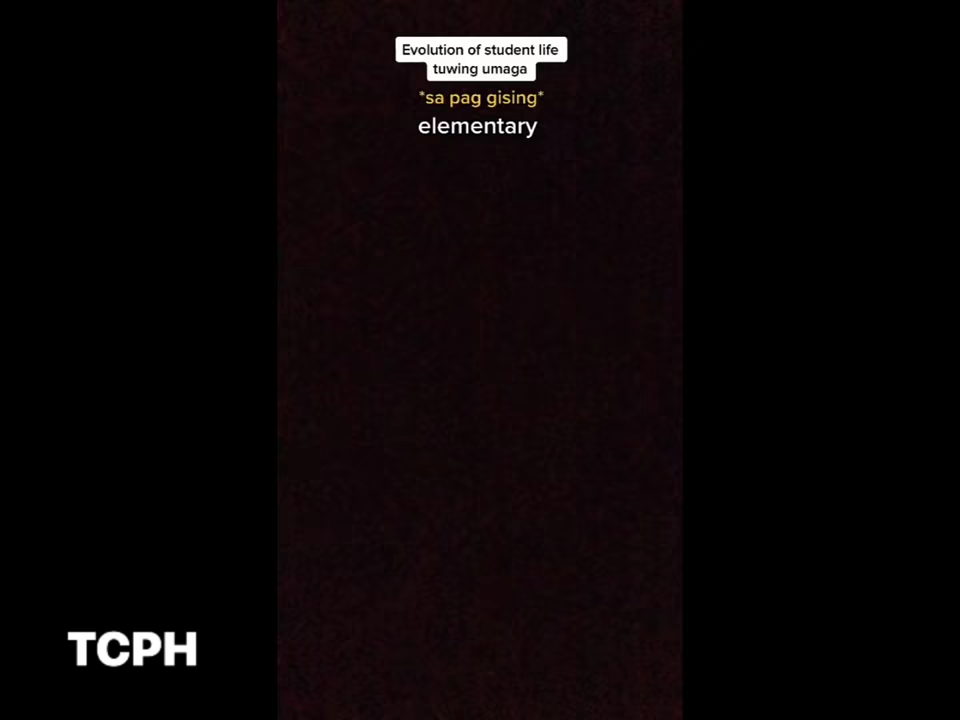 Evolution of student life
tuwing umaga
*sa pag gising*
elementary
TCPH